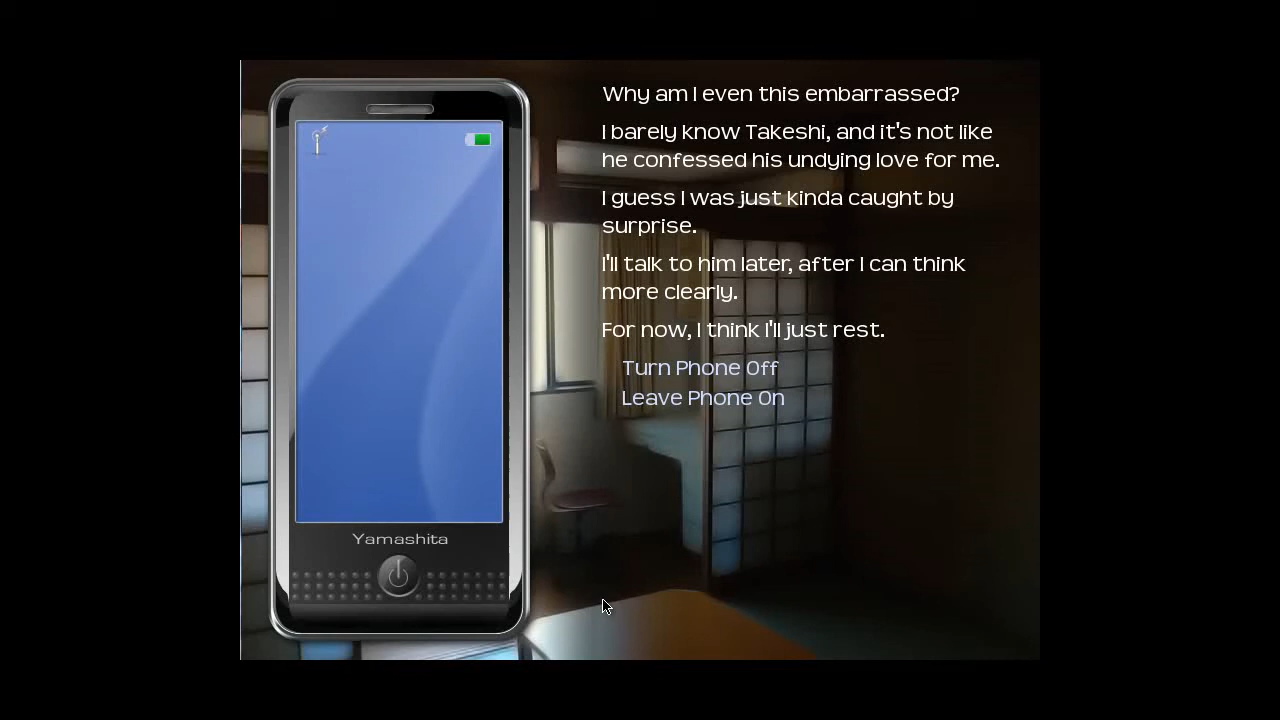 Why am I even this embarrassed?
I barely know Takeshi, and it's not like
he confessed his undying love for me.
I guess I was just kinda caught by
surprise.
I'll talk to him later, after I can think
more clearly.
For now, I think I'll just rest.
Turn Phone Off
Leave Phone On
Yamashita